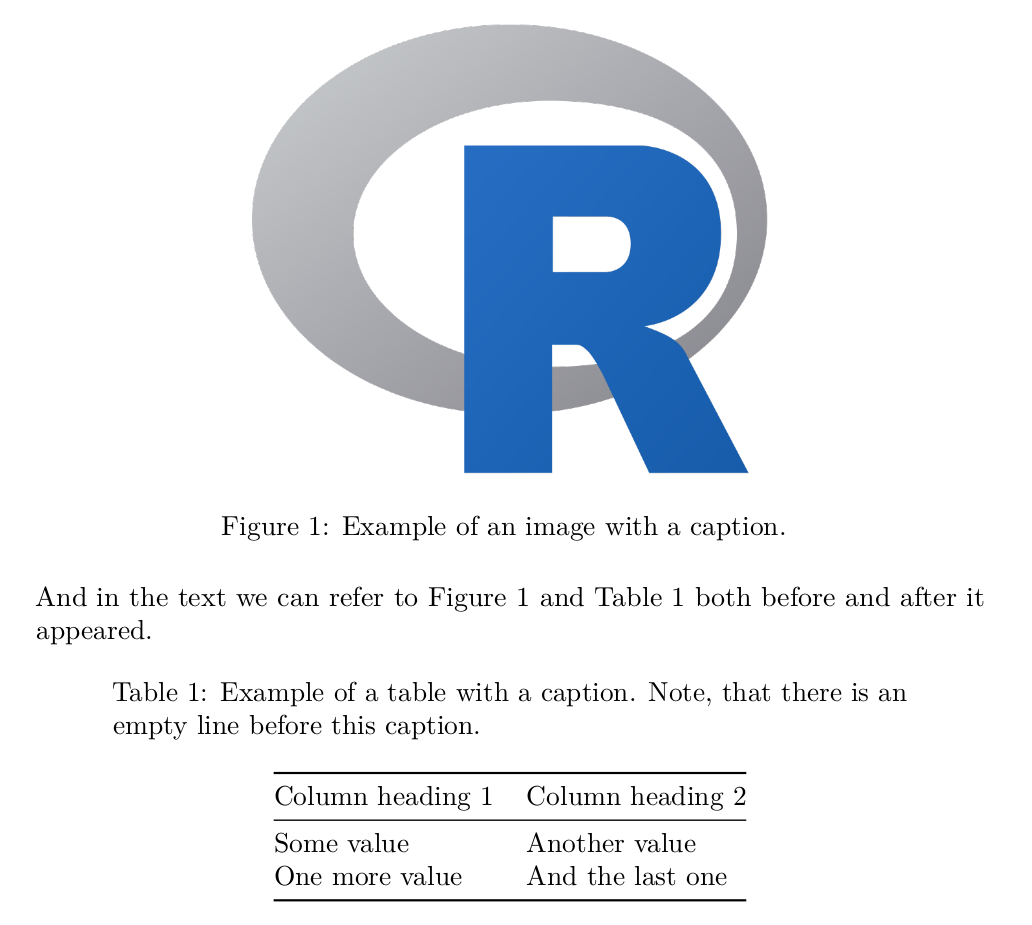 R
Figure 1: Example of an image with a caption.
And in the text we can refer to Figure 1 and Table 1 both before and after it
appeared.
Table 1: Example of a table with a caption. Note, that there is an
empty line before this caption.
Column heading 1 Column heading 2
Some value Another value
One more value And the last one